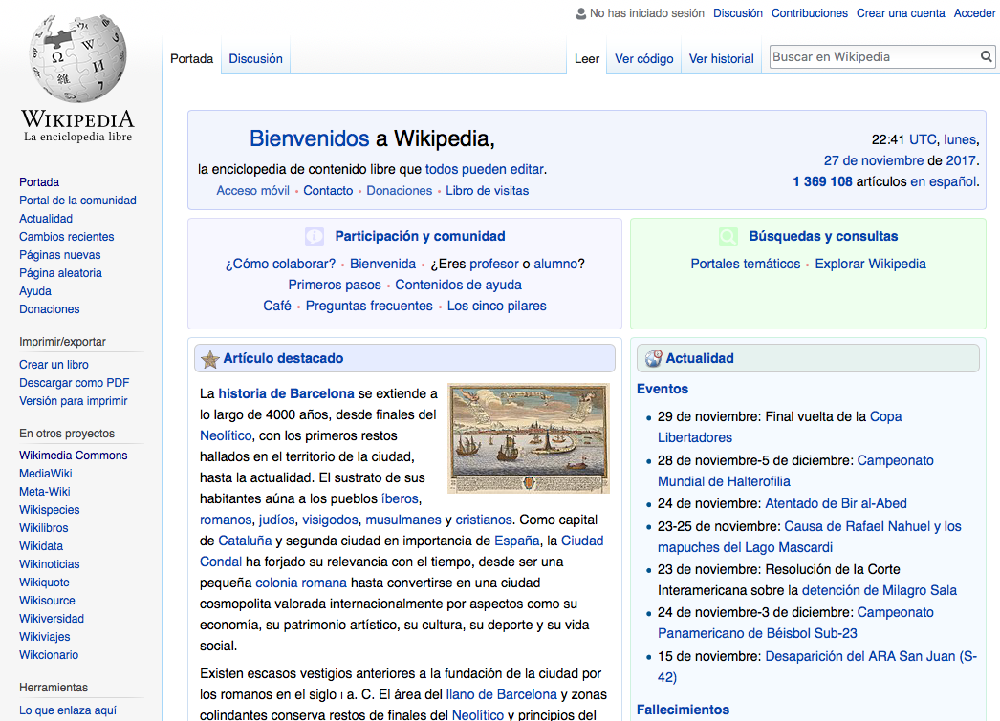 No has iniciado sesión Discusión Contribuciones Crear una cuenta Acceder
WIKIPEDIA
La enciclopedia libre
Portada Discusión Leer Ver código Ver historial Buscar en Wikipedia
Portada
Portal de la comunidad
Actualidad
Cambios recientes
Páginas nuevas
Página aleatoria
Ayuda
Donaciones
Imprimir/exportar
Crear un libro
Descargar como PDF
Versión para imprimir
En otros proyectos
Wikimedia Commons
MediaWiki
Meta-Wiki
Wikispecies
Wikilibros
Wikidata
Wikinoticias
Wikiquote
Wikisource
Wikiversidad
Wikiviajes
Wikcionario
Herramientas
Lo que enlaza aquí
Bienvenidos a Wikipedia,
la enciclopedia de contenido libre que todos pueden editar.
Acceso móvil • Contacto • Donaciones • Libro de visitas
22:41 UTC, lunes,
27 de noviembre de 2017.
1 369 108 artículos en español.
Participación y comunidad
¿Cómo colaborar? • Bienvenida • ¿Eres profesor o alumno?
Primeros pasos • Contenidos de ayuda
Café • Preguntas frecuentes • Los cinco pilares
Búsquedas y consultas
Portales temáticos • Explorar Wikipedia
Artículo destacado
La historia de Barcelona se extiende a
lo largo de 4000 años, desde finales del
Neolítico, con los primeros restos
hallados en el territorio de la ciudad,
hasta la actualidad. El sustrato de sus
habitantes aúna a los pueblos íberos,
romanos, judíos, visigodos, musulmanes y cristianos. Como capital
de Cataluña y segunda ciudad en importancia de España, la Ciudad
Condal ha forjado su relevancia con el tiempo, desde ser una
pequeña colonia romana hasta convertirse en una ciudad
cosmopolita valorada internacionalmente por aspectos como su
economía, su patrimonio artístico, su cultura, su deporte y su vida
social.
Existen escasos vestigios anteriores a la fundación de la ciudad por
los romanos en el siglo I a. C. El área del llano de Barcelona y zonas
colindantes conserva restos de finales del Neolítico y principios del
Actualidad
Eventos
• 29 de noviembre: Final vuelta de la Copa
Libertadores
• 28 de noviembre-5 de diciembre: Campeonato
Mundial de Halterofilia
• 24 de noviembre: Atentado de Bir al-Abed
• 23-25 de noviembre: Causa de Rafael Nahuel y los
mapuches del Lago Mascardi
• 23 de noviembre: Resolución de la Corte
Interamericana sobre la detención de Milagro Sala
• 24 de noviembre-3 de diciembre: Campeonato
Panamericano de Béisbol Sub-23
• 15 de noviembre: Desaparición del ARA San Juan (S-
42)
Fallecimientos